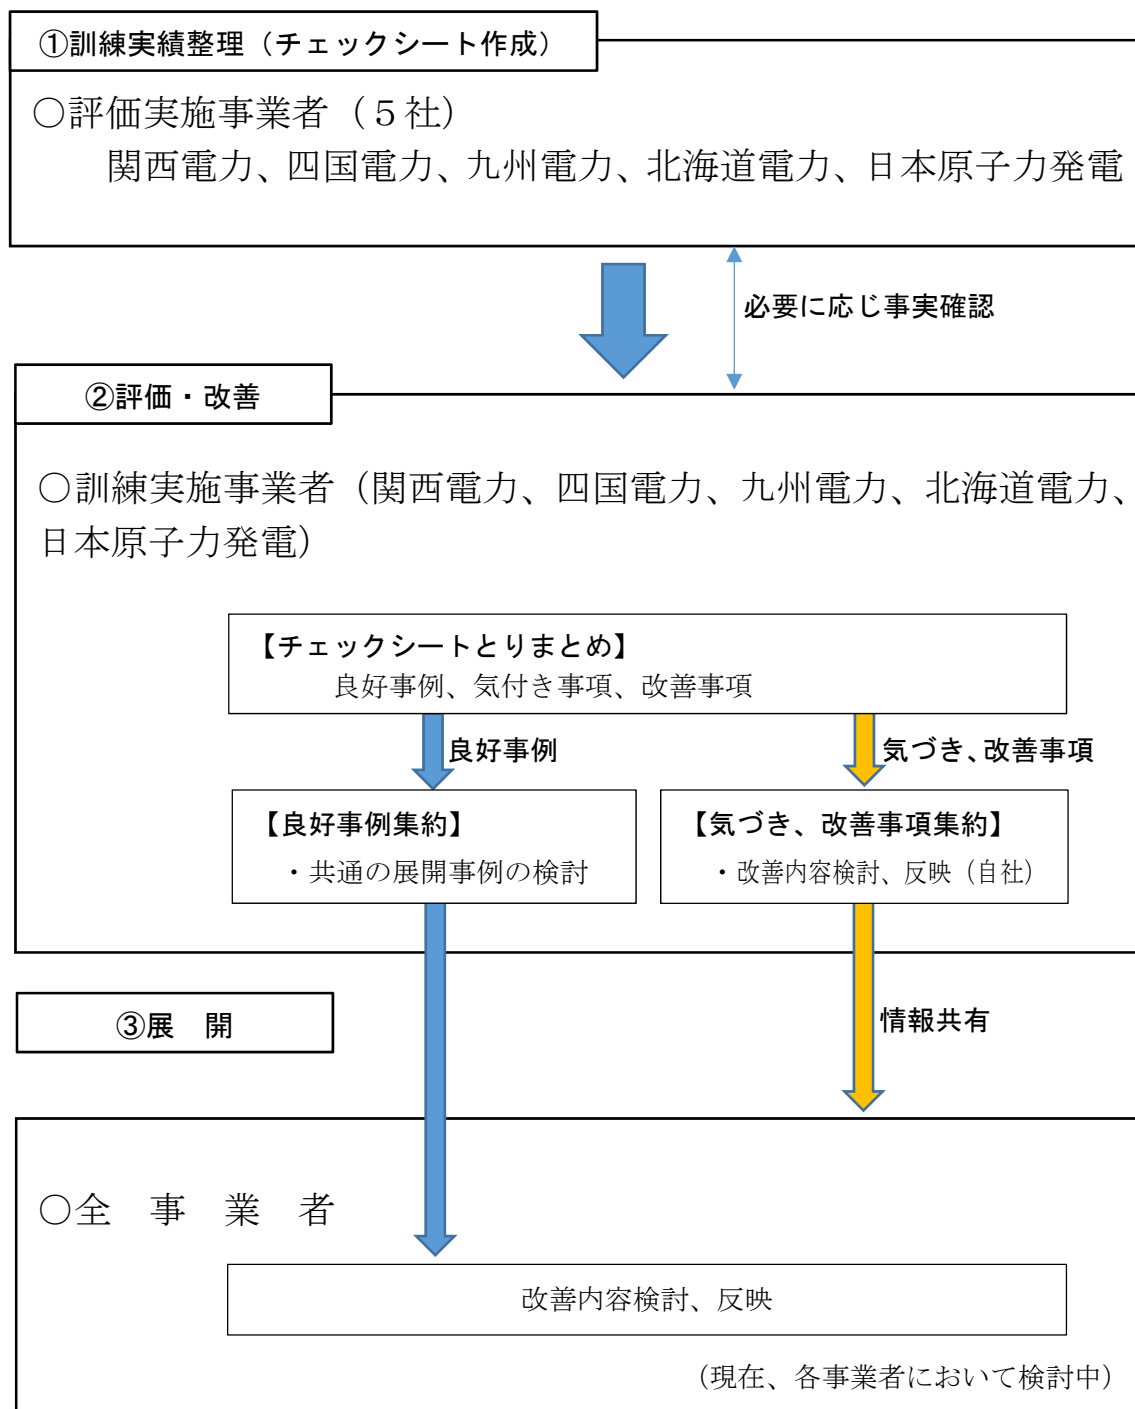 ①訓練実績整理（チェックシート作成）
○評価実施事業者（５社）
関西電力、四国電力、九州電力、北海道電力、日本原子力発電
必要に応じ事実確認
②評価・改善
○訓練実施事業者（関西電力、四国電力、九州電力、北海道電力、
日本原子力発電）
【チェックシートとりまとめ】
良好事例、気付き事項、改善事項
良好事例
気づき、改善事項
【良好事例集約】
・共通の展開事例の検討
【気づき、改善事項集約】
・改善内容検討、反映（自社）
③展　開
情報共有
○全　事　業　者
改善内容検討、反映
（現在、各事業者において検討中）